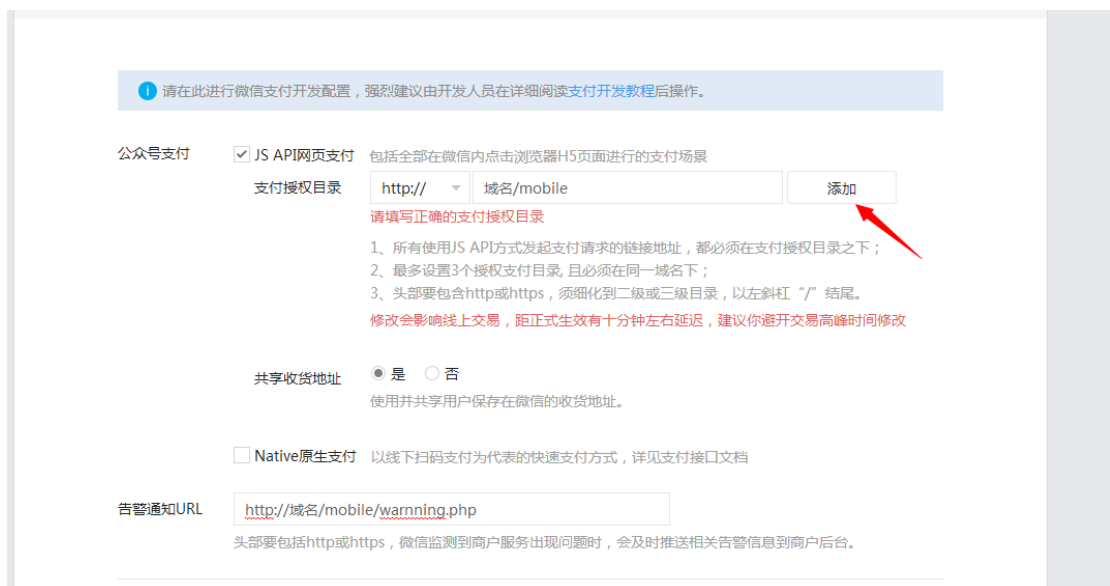 请在此进行微信支付开发配置，强烈建议由开发人员在详细阅读支付开发教程后操作。
公众号支付 JS API网页支付 包括全部在微信内点击浏览器H5页面进行的支付场景
支付授权目录 http:// 域名/mobile 添加
请填写正确的支付授权目录
1、所有使用JS API方式发起支付请求的链接地址，都必须在支付授权目录之下；
2、最多设置3个授权支付目录,且必须在同一域名下；
3、头部要包含http或https，须细化到二级或三级目录，以左斜杠“/”结尾。
修改会影响线上交易，距正式生效有十分钟左右延迟，建议你避开交易高峰时间修改
共享收货地址 是 否
使用并共享用户保存在微信的收货地址。
Native原生支付 以线下扫码支付为代表的快速支付方式，详见支付接口文档
告警通知URL http://域名/mobile/warnning.php
头部要包括http或https，微信监测到商户服务出现问题时，会及时推送相关告警信息到商户后台。